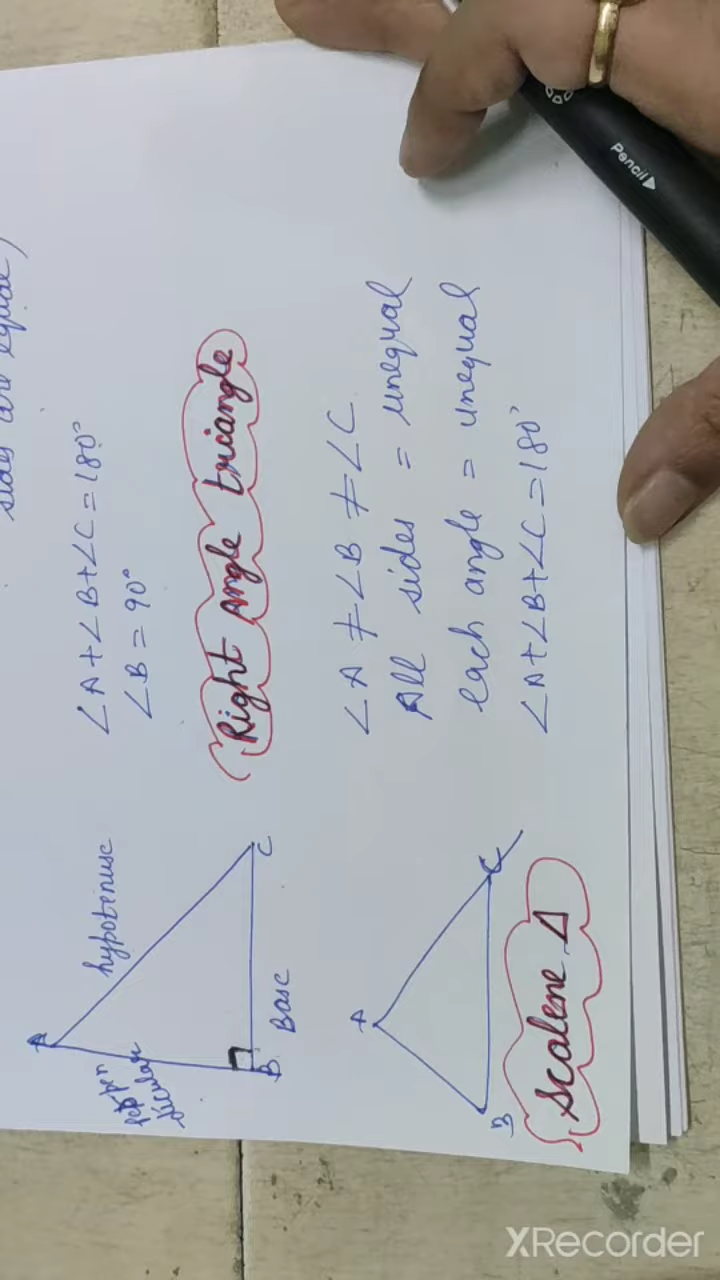 sides are equal)
∠A+∠B+∠C=180°
∠B=90°
A
hypotenuse
B
Base
C
Right Angle triangle
∠A≠∠B≠∠C
All sides = unequal
each angle = unequal
∠A+∠B+∠C=180°
A
B
C
Scalene Δ
Pencil
XRecorder